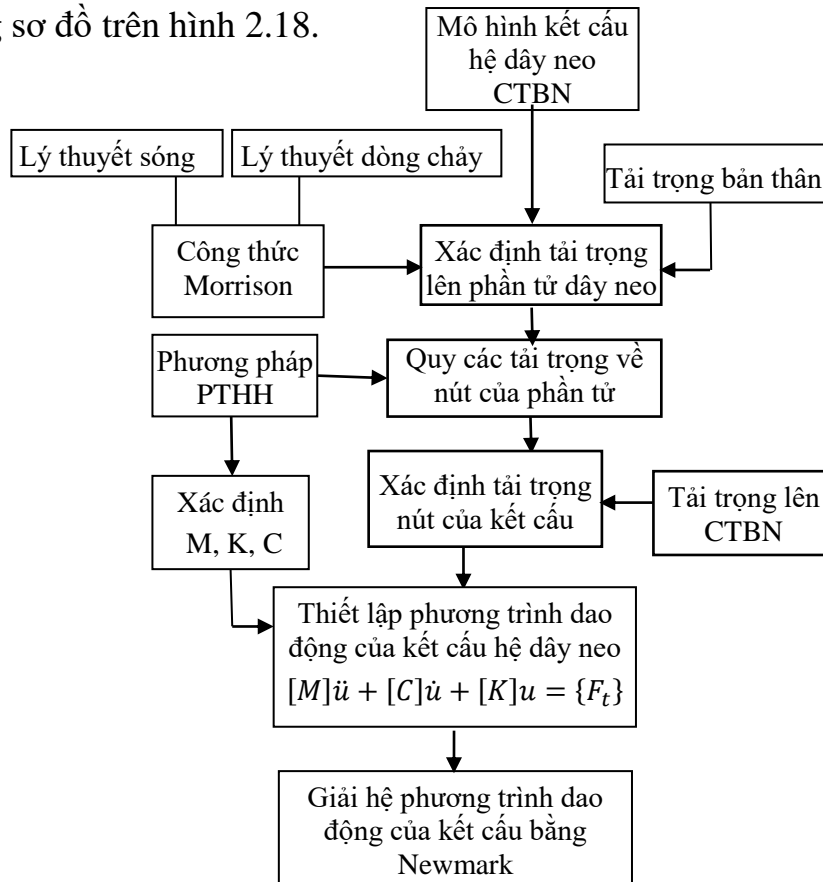 sơ đồ trên hình 2.18.
Mô hình kết cấu
hệ dây neo
CTBN
Lý thuyết sóng
Lý thuyết dòng chảy
Tải trọng bản thân
Công thức
Morrison
Xác định tải trọng
lên phần tử dây neo
Phương pháp
PTHH
Quy các tải trọng về
nút của phần tử
Xác định
M, K, C
Xác định tải trọng
nút của kết cấu
Tải trọng lên
CTBN
Thiết lập phương trình dao
động của kết cấu hệ dây neo
[M]ü + [C]u̇ + [K]u = {F_t}
Giải hệ phương trình dao
động của kết cấu bằng
Newmark